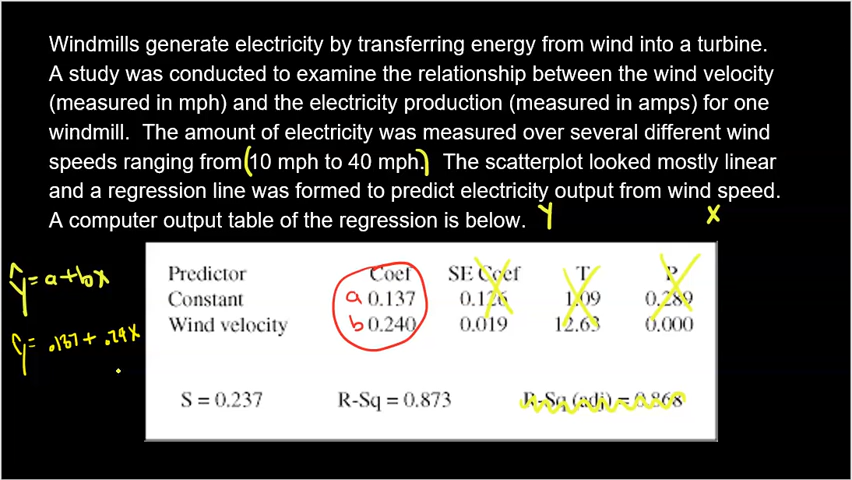 Windmills generate electricity by transferring energy from wind into a turbine.
A study was conducted to examine the relationship between the wind velocity
(measured in mph) and the electricity production (measured in amps) for one
windmill. The amount of electricity was measured over several different wind
speeds ranging from (10 mph to 40 mph.) The scatterplot looked mostly linear
and a regression line was formed to predict electricity output from wind speed.
A computer output table of the regression is below. Y X
ŷ = a + bx
ŷ = .137 + .24x
Predictor Coef SE Coef T P
Constant a 0.137 0.126 1.09 0.289
Wind velocity b 0.240 0.019 12.63 0.000
S = 0.237 R-Sq = 0.873 R-Sq (adj) = 0.868